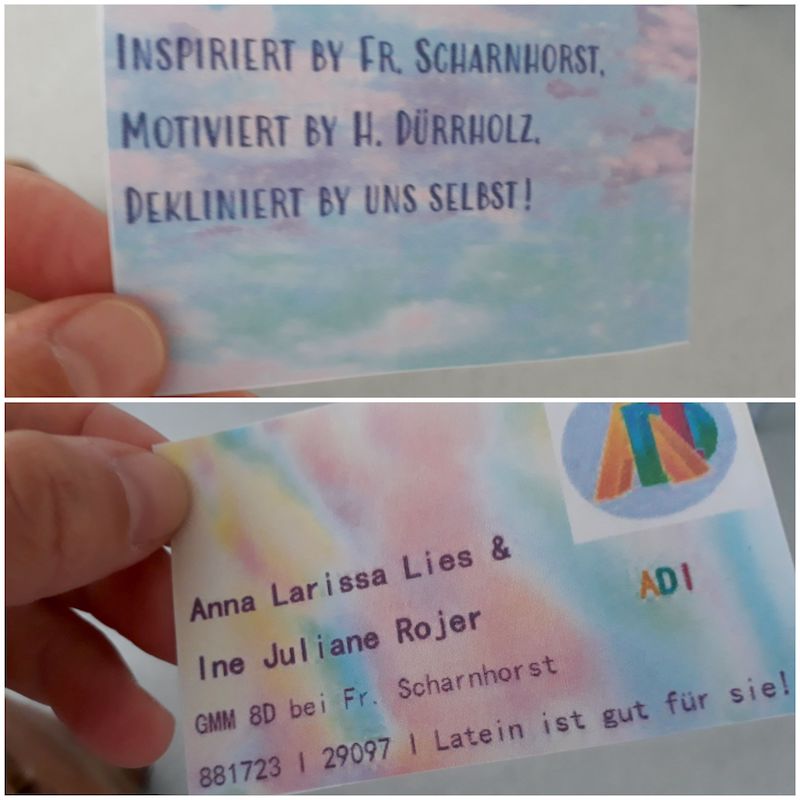 INSPIRIERT BY FR. SCHARNHORST,
MOTIVIERT BY H. DÜRRHOLZ,
DEKLINIERT BY UNS SELBST!
Anna Larissa Lies &
Ine Juliane Rojer
GMM 8D bei Fr. Scharnhorst
881723 | 29097 | Latein ist gut für sie!
ADI